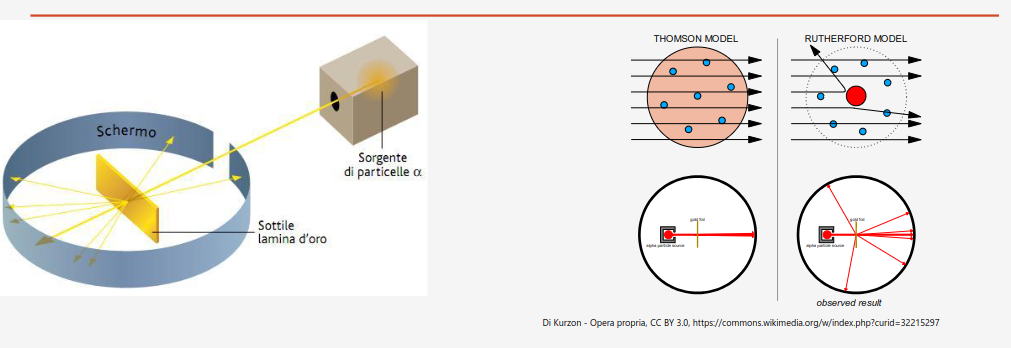 Schermo
Sorgente
di particelle α
Sottile
lamina d'oro
THOMSON MODEL
RUTHERFORD MODEL
gold foil
alpha particle source
gold foil
alpha particle source
observed result
Di Kurzon - Opera propria, CC BY 3.0, https://commons.wikimedia.org/w/index.php?curid=32215297